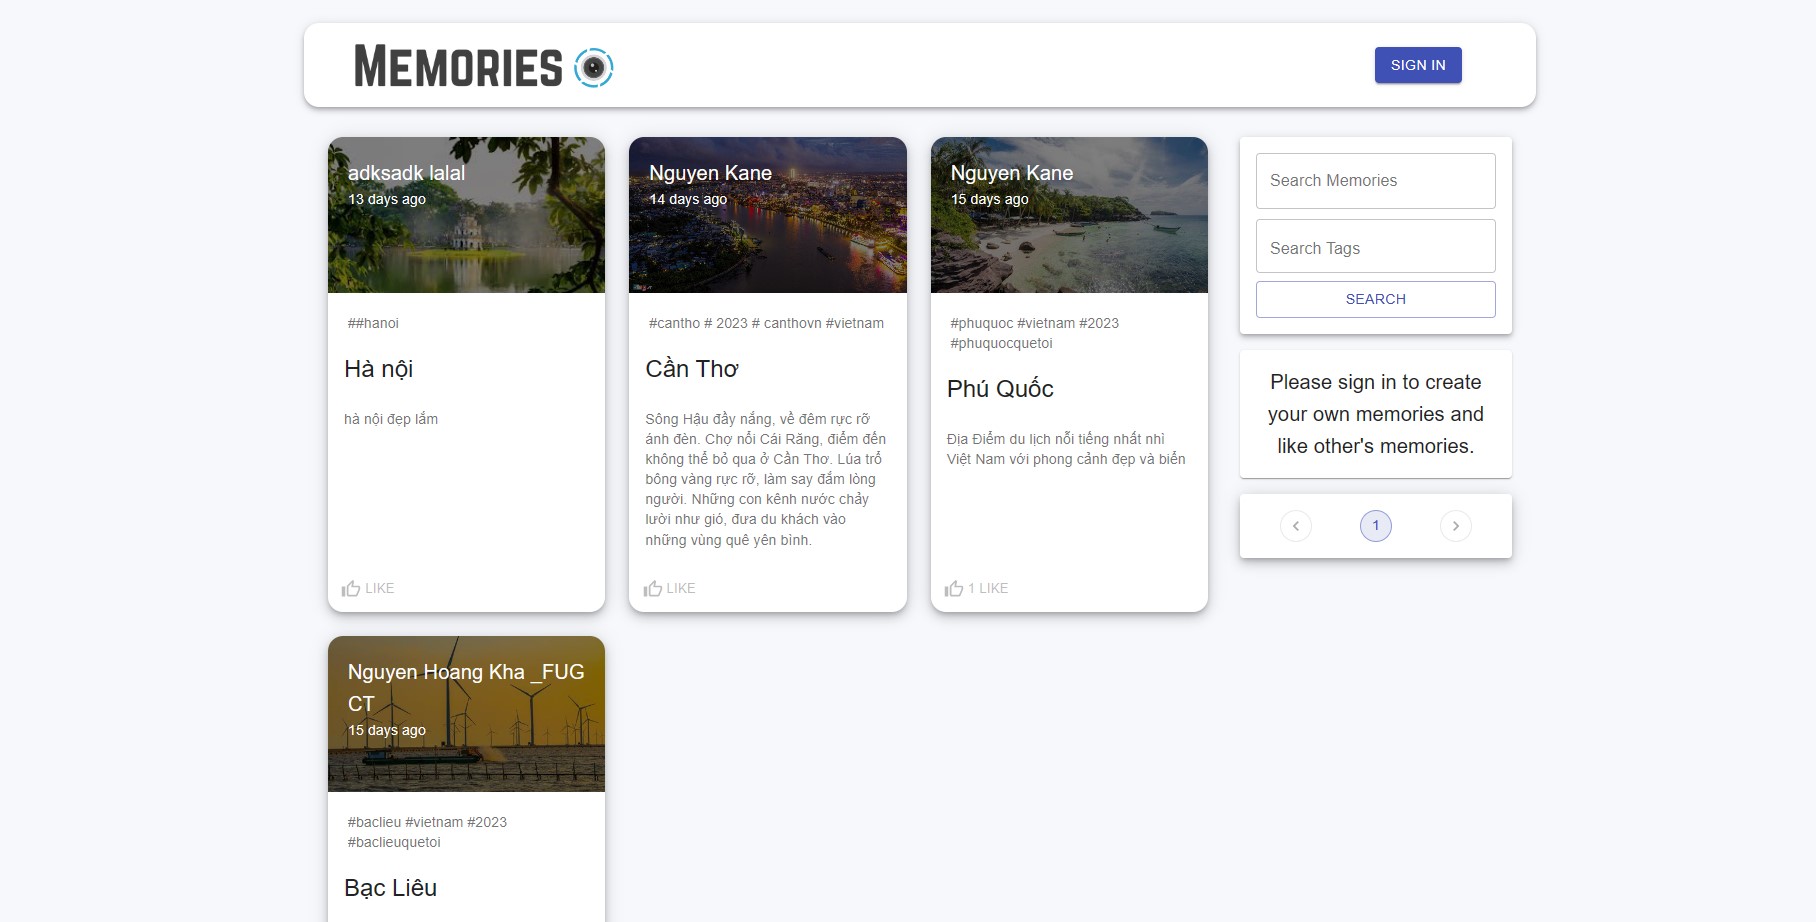 MEMORIES
SIGN IN
adksadk lalal
13 days ago
##hanoi
Hà nội
hà nội đẹp lắm
LIKE
Nguyen Kane
14 days ago
#cantho # 2023 # canthovn #vietnam
Cần Thơ
Sông Hậu đầy nắng, về đêm rực rỡ
ánh đèn. Chợ nổi Cái Răng, điểm đến
không thể bỏ qua ở Cần Thơ. Lúa trổ
bông vàng rực rỡ, làm say đắm lòng
người. Những con kênh nước chảy
lười như gió, đưa du khách vào
những vùng quê yên bình.
LIKE
Nguyen Kane
15 days ago
#phuquoc #vietnam #2023
#phuquocquetoi
Phú Quốc
Địa Điểm du lịch nỗi tiếng nhất nhì
Việt Nam với phong cảnh đẹp và biển
1 LIKE
Nguyen Hoang Kha _FUG
CT
15 days ago
#baclieu #vietnam #2023
#baclieuquetoi
Bạc Liêu
Search Memories
Search Tags
SEARCH
Please sign in to create
your own memories and
like other's memories.
1